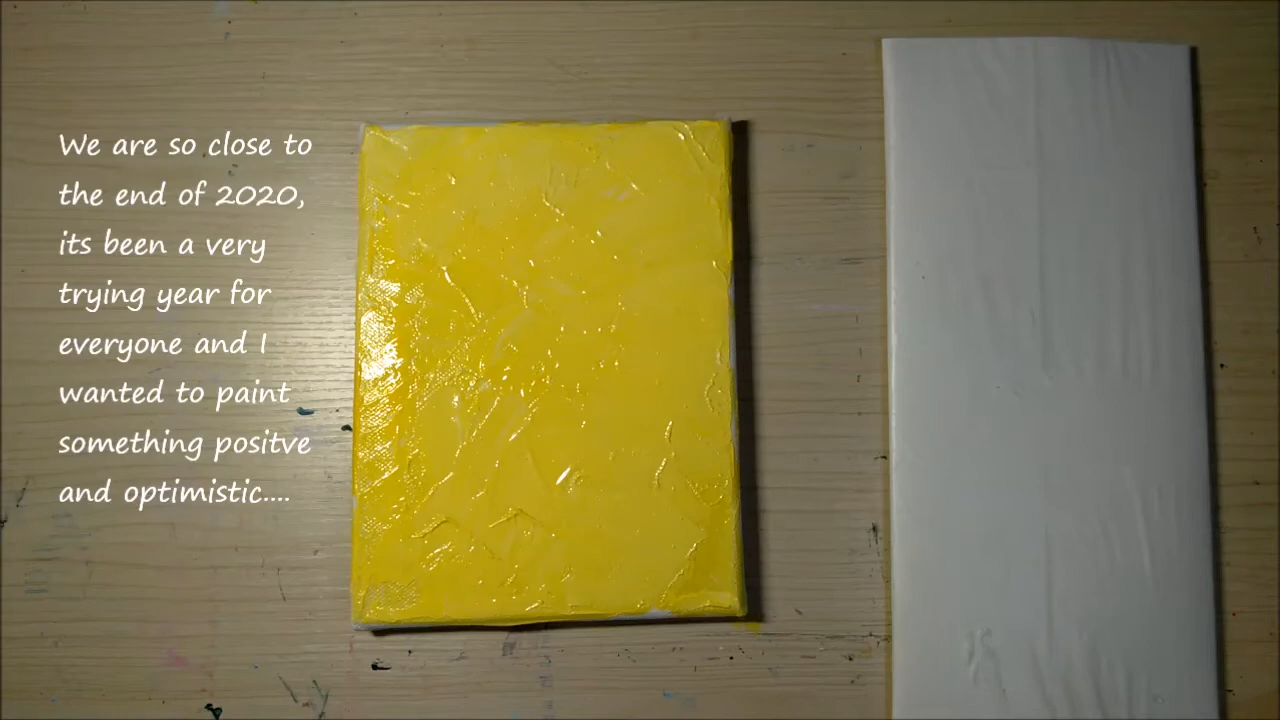 We are so close to
the end of 2020,
its been a very
trying year for
everyone and I
wanted to paint
something positve
and optimistic....